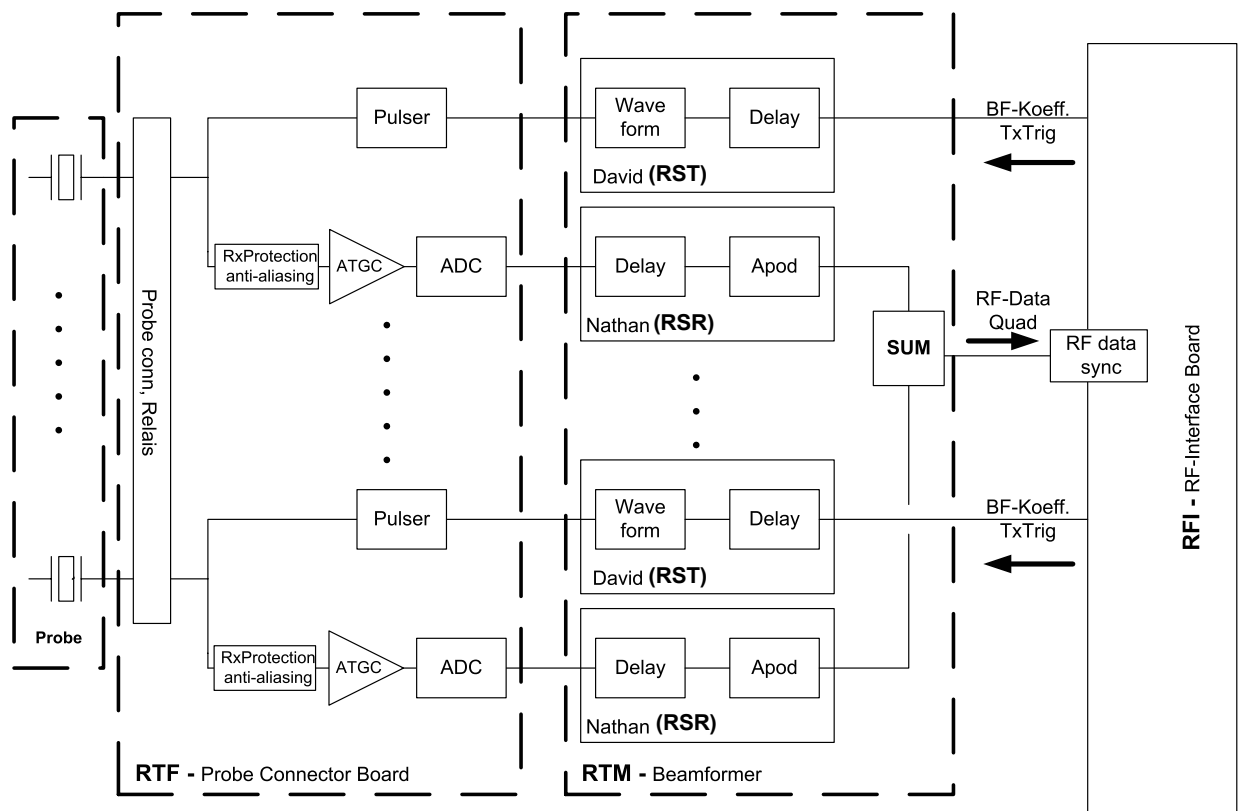 Pulser
Wave
form
Delay
David (RST)
BF-Koeff.
TxTrig
RxProtection
anti-aliasing
ATGC
ADC
Delay
Apod
Nathan (RSR)
SUM
RF-Data
Quad
RF data
sync
Probe conn, Relais
RFI - RF-Interface Board
Pulser
Wave
form
Delay
David (RST)
BF-Koeff.
TxTrig
Probe
RxProtection
anti-aliasing
ATGC
ADC
Delay
Apod
Nathan (RSR)
RTF - Probe Connector Board
RTM - Beamformer